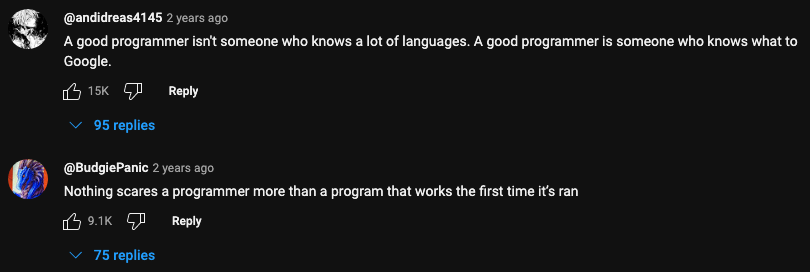 @andidreas4145 2 years ago
A good programmer isn't someone who knows a lot of languages. A good programmer is someone who knows what to
Google.
15K Reply
95 replies
@BudgiePanic 2 years ago
Nothing scares a programmer more than a program that works the first time it’s ran
9.1K Reply
75 replies